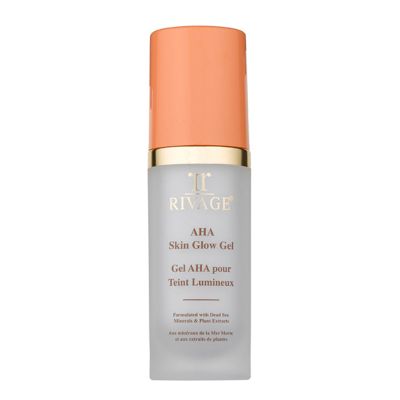 RIVAGE
AHA
Skin Glow Gel
Gel AHA pour
Teint Lumineux
Formulated with Dead Sea
Minerals & Plant Extracts
Aux minéraux de la Mer Morte
et aux extraits de plantes